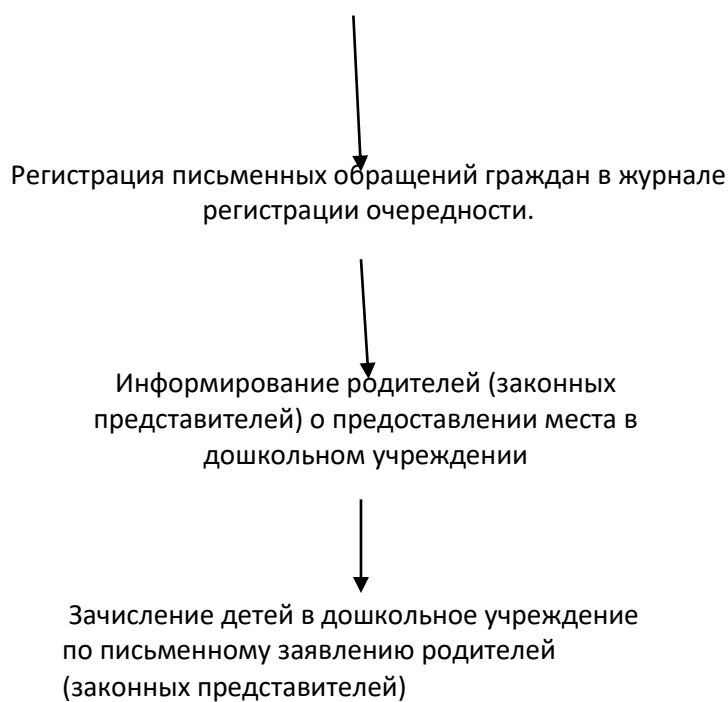 Регистрация письменных обращений граждан в журнале
регистрации очередности.
Информирование родителей (законных
представителей) о предоставлении места в
дошкольном учреждении
Зачисление детей в дошкольное учреждение
по письменному заявлению родителей
(законных представителей)